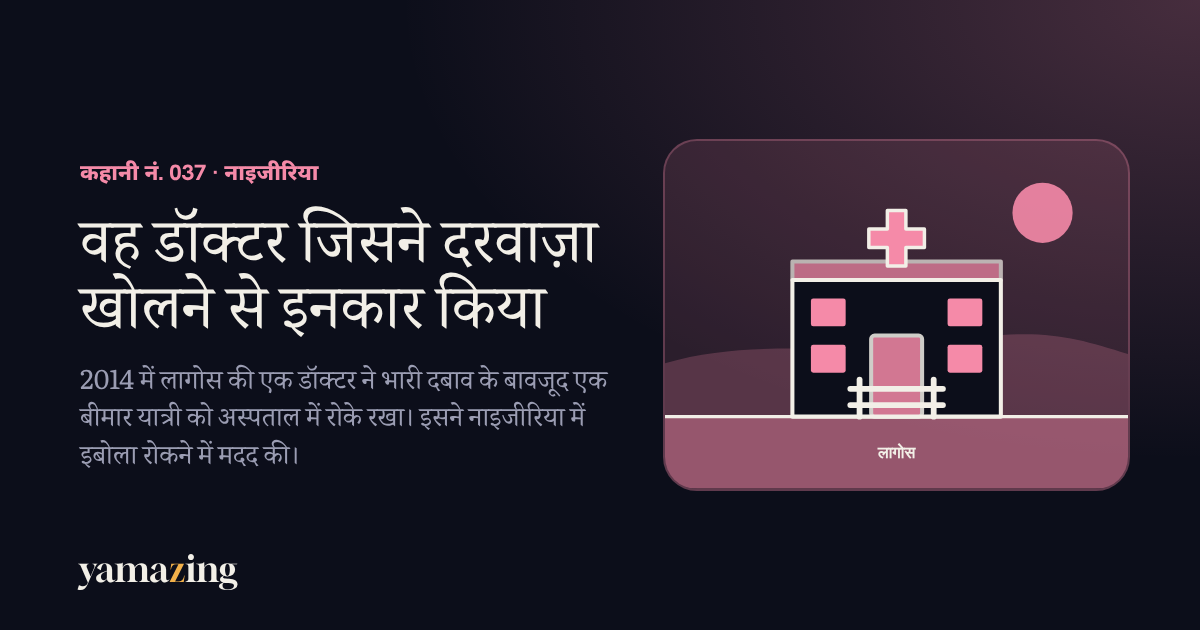 कहानी नं. 037 · नाइजीरिया
वह डॉक्टर जिसने दरवाज़ा
खोलने से इनकार किया
2014 में लागोस की एक डॉक्टर ने भारी दबाव के बावजूद एक
बीमार यात्री को अस्पताल में रोके रखा। इसने नाइजीरिया में
इबोला रोकने में मदद की।
लागोस
yamazing